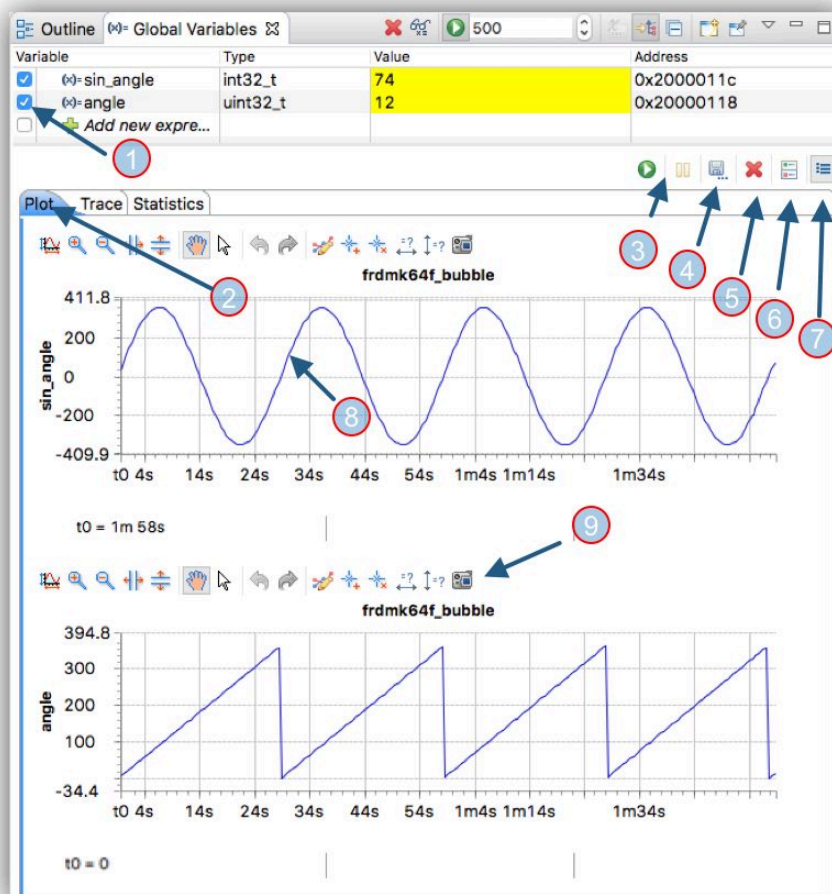 Outline (x)= Global Variables 500
Variable Type Value Address
(x)= sin_angle int32_t 74 0x2000011c
(x)= angle uint32_t 12 0x20000118
Add new expre...
1
Plot Trace Statistics
3
4
5
6
7
2
frdmk64f_bubble
411.8
200
0
-200
-409.9
sin_angle
8
t0 4s 14s 24s 34s 44s 54s 1m4s 1m14s 1m34s
t0 = 1m 58s
9
frdmk64f_bubble
394.8
300
200
100
-34.4
angle
t0 4s 14s 24s 34s 44s 54s 1m4s 1m14s 1m34s
t0 = 0